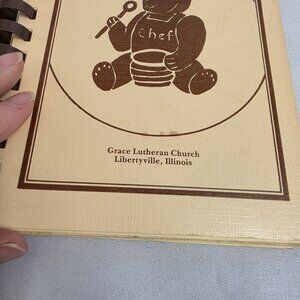 Chef
Grace Lutheran Church
Libertyville, Illinois